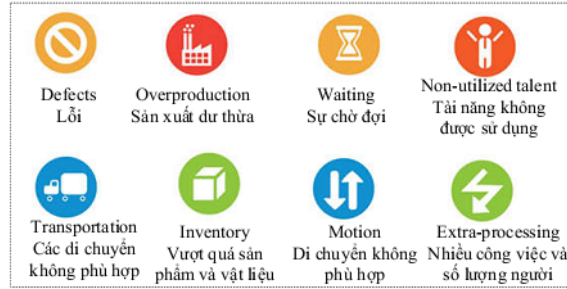 Defects
Lỗi
Overproduction
Sản xuất dư thừa
Waiting
Sự chờ đợi
Non-utilized talent
Tài năng không
được sử dụng
Transportation
Các di chuyển
không phù hợp
Inventory
Vượt quá sản
phẩm và vật liệu
Motion
Di chuyển không
phù hợp
Extra-processing
Nhiều công việc và
số lượng người